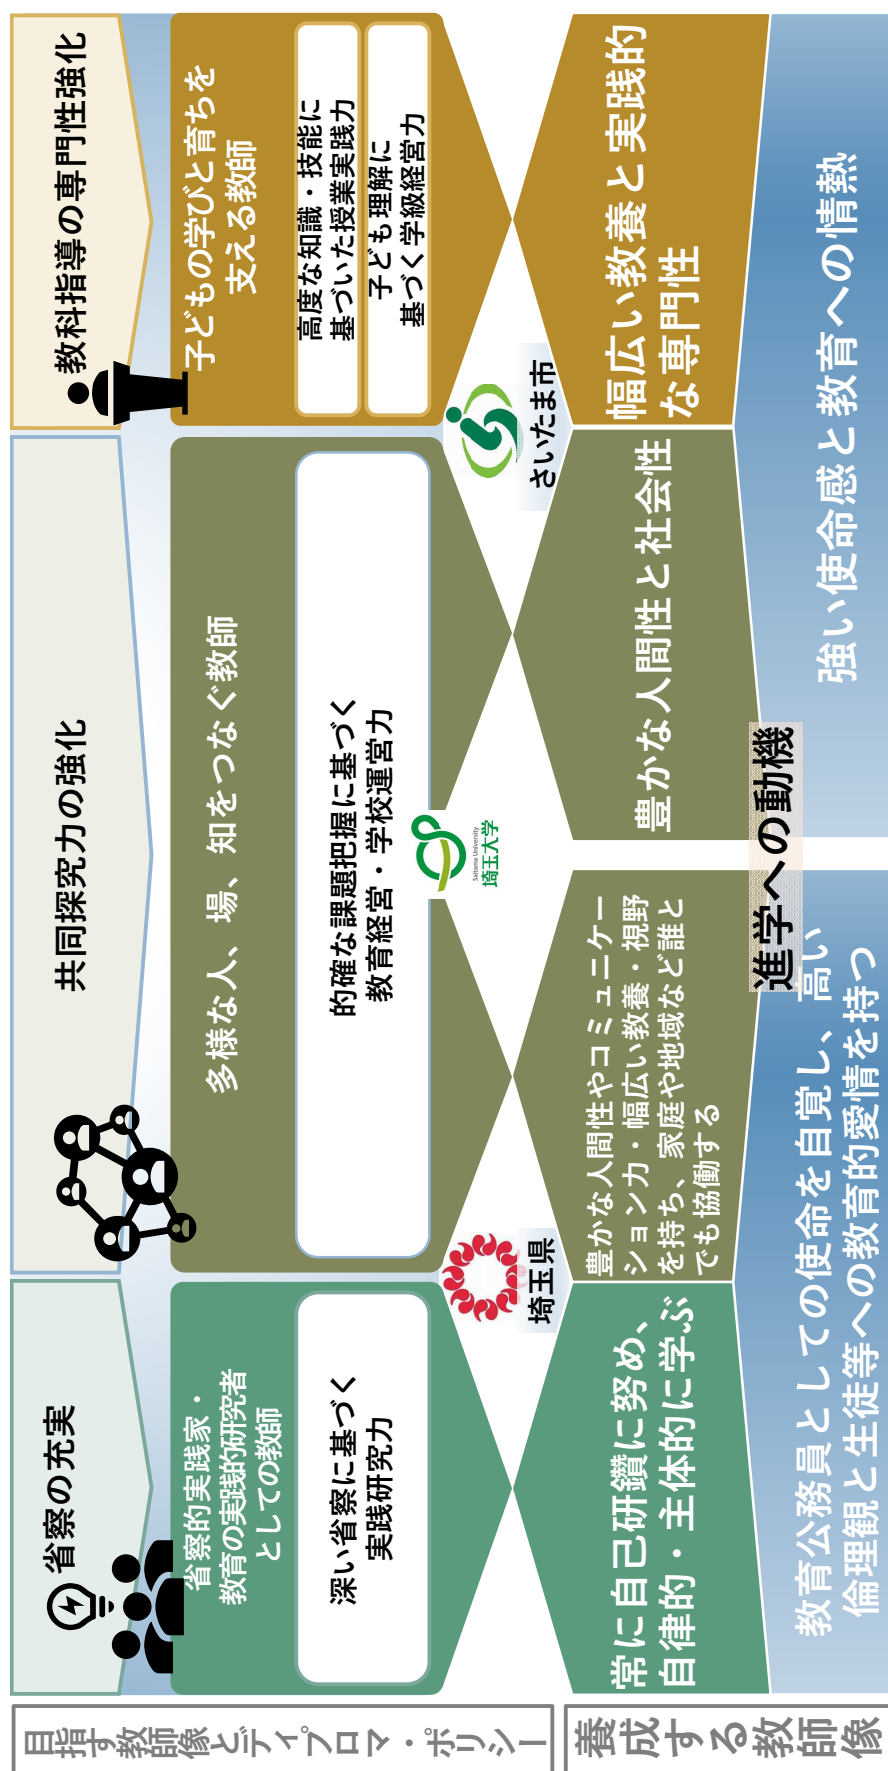 目指す教師像とディプロマ・ポリシー
省察の充実
共同探究力の強化
教科指導の専門性強化
省察的実践家・
教育の実践的研究者
としての教師
深い省察に基づく
実践研究力
多様な人、場、知をつなぐ教師
的確な課題把握に基づく
教育経営・学校運営力
子どもの学びと育ちを
支える教師
高度な知識・技能に
基づいた授業実践力
子ども理解に
基づく学級経営力
埼玉県
Saitama University
埼玉大学
さいたま市
養成する教師像
常に自己研鑽に努め、
自律的・主体的に学ぶ
豊かな人間性やコミュニケー
ション力・幅広い教養・視野
を持ち、家庭や地域など誰と
でも協働する
豊かな人間性と社会性
幅広い教養と実践的
な専門性
進学への動機
教育公務員としての使命を自覚し、高い
倫理観と生徒等への教育的愛情を持つ
強い使命感と教育への情熱